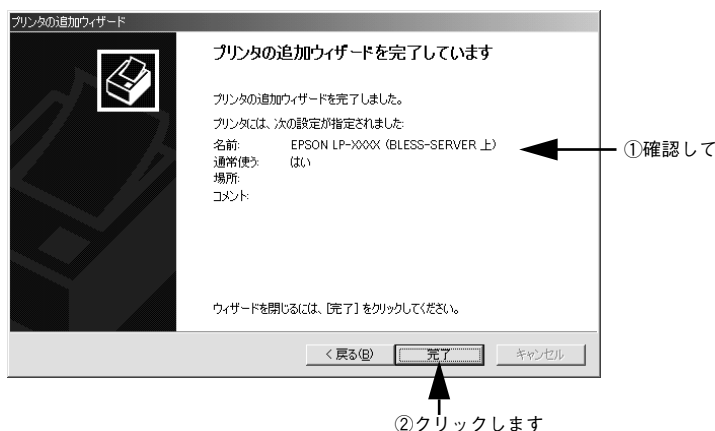 プリンタの追加ウィザード
プリンタの追加ウィザードを完了しています
プリンタの追加ウィザードを完了しました。
プリンタには、次の設定が指定されました:
名前: EPSON LP-XXXX (BLESS-SERVER 上)
①確認して
通常使う: はい
場所:
コメント:
ウィザードを閉じるには、[完了] をクリックしてください。
< 戻る(B) 完了 キャンセル
②クリックします